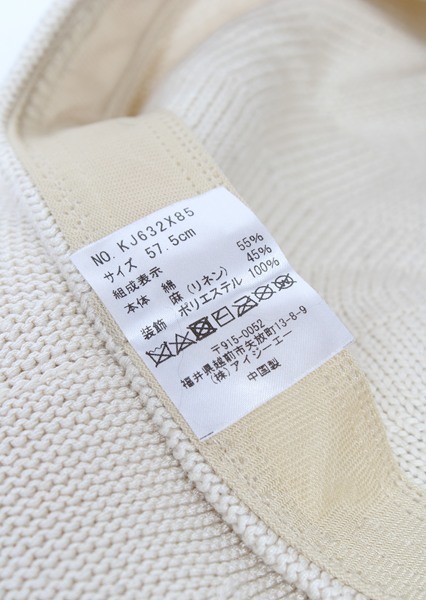 NO. KJ632X85
サイズ 57.5cm
組成表示
本体 綿 55%
麻(リネン) 45%
装飾 ポリエステル 100%
〒915-0052
福井県越前市矢放町13-8-9
(株)アイシーエー
中国製